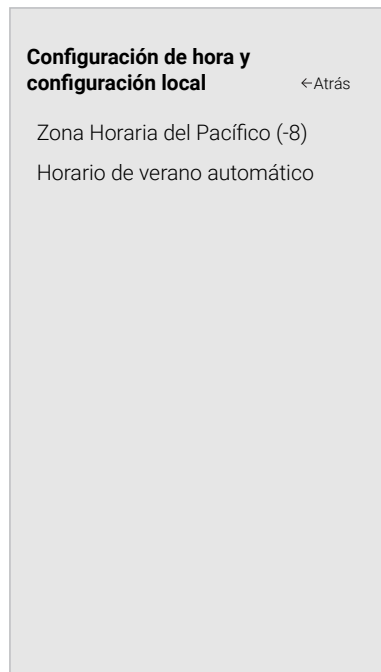 Configuración de hora y
configuración local ←Atrás
Zona Horaria del Pacífico (-8)
Horario de verano automático